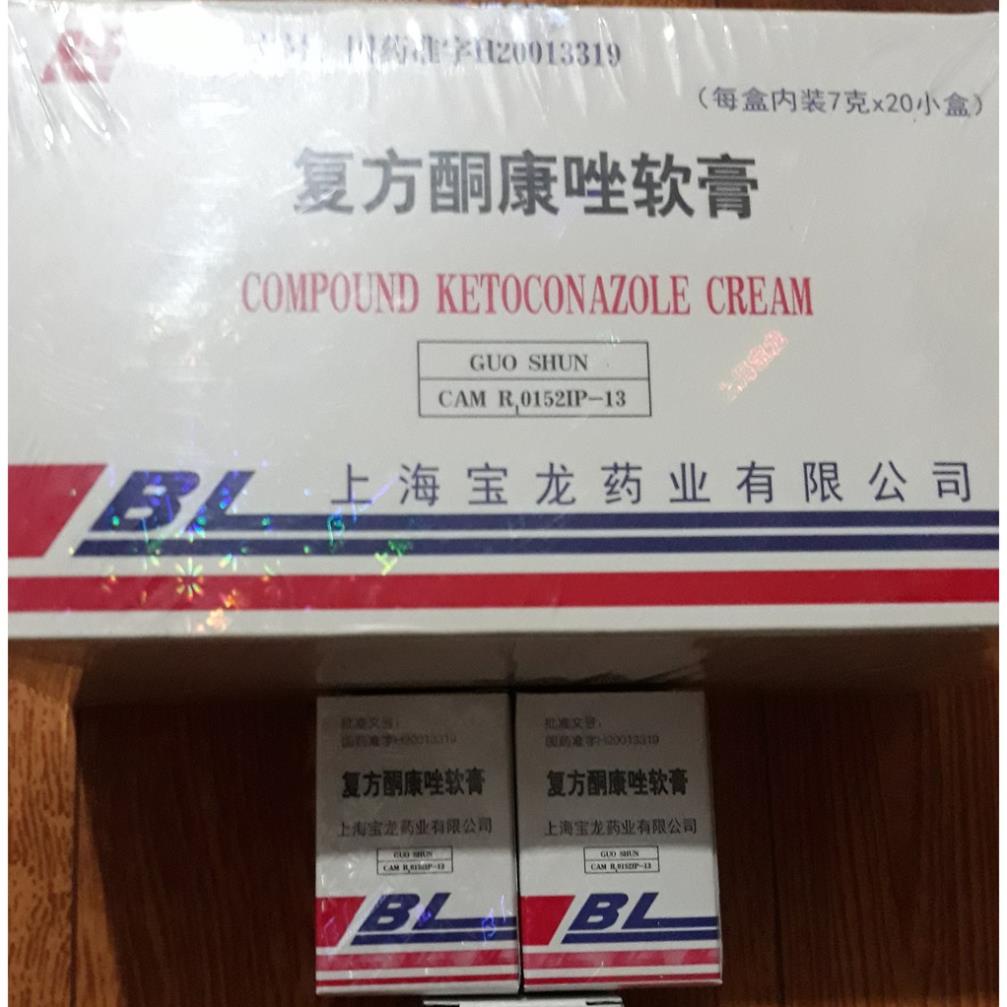 国药准字H20013319
（每盒内装7克x20小盒）
复方酮康唑软膏
COMPOUND KETOCONAZOLE CREAM
GUO SHUN
CAM R10152IP-13
BL
上海宝龙药业有限公司
批准文号：
国药准字H20013319
复方酮康唑软膏
上海宝龙药业有限公司
GUO SHUN
CAM R10152IP-13
BL
批准文号：
国药准字H20013319
复方酮康唑软膏
上海宝龙药业有限公司
GUO SHUN
CAM R10152IP-13
BL